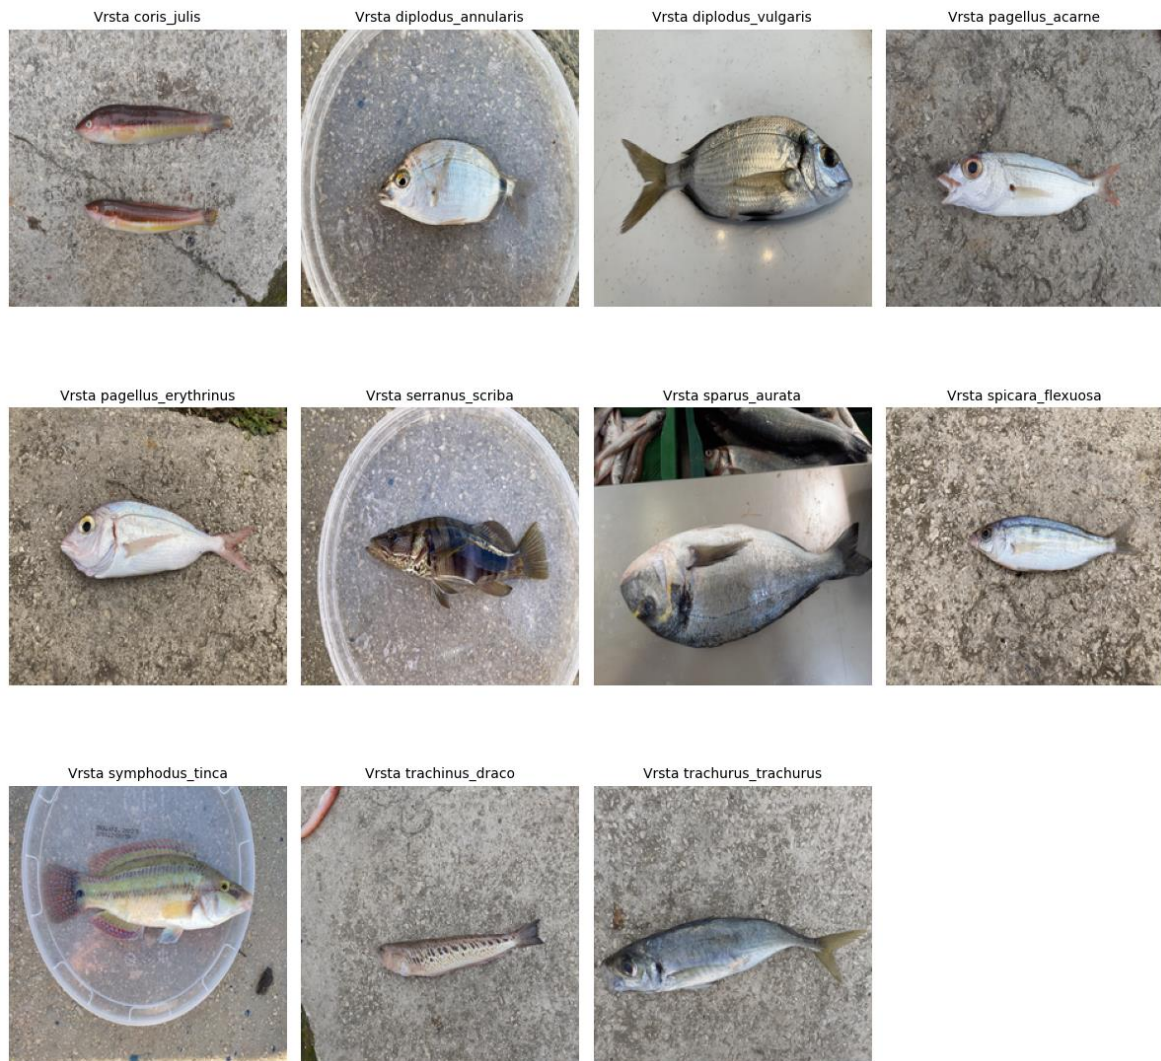 Vrsta coris_julis
Vrsta diplodus_annularis
Vrsta diplodus_vulgaris
Vrsta pagellus_acarne
Vrsta pagellus_erythrinus
Vrsta serranus_scriba
Vrsta sparus_aurata
Vrsta spicara_flexuosa
Vrsta symphodus_tinca
Vrsta trachinus_draco
Vrsta trachurus_trachurus